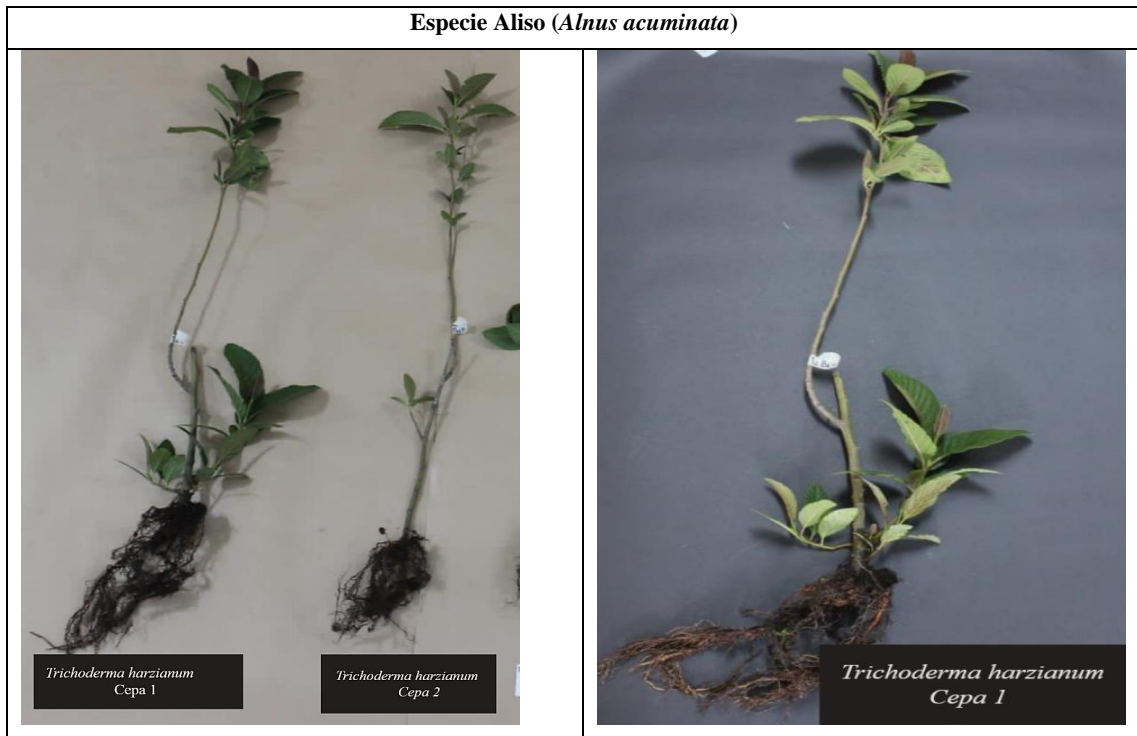 Especie Aliso (Alnus acuminata)
Trichoderma harzianum
Cepa 1
Trichoderma harzianum
Cepa 2
Trichoderma harzianum
Cepa 1